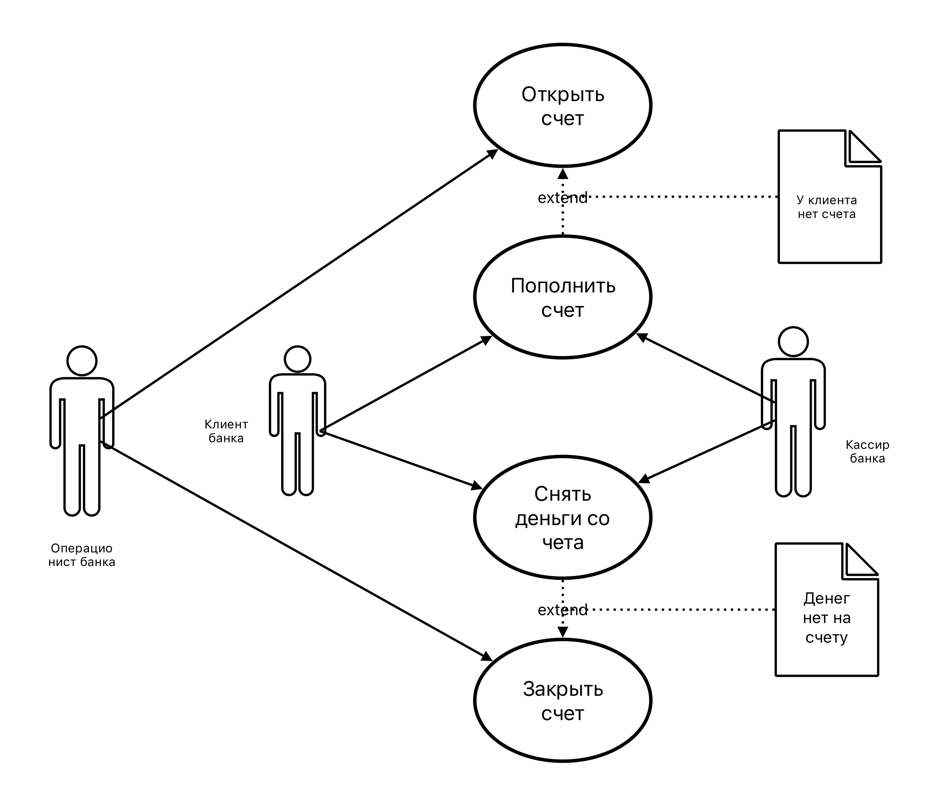 Открыть
счет
extend
У клиента
нет счета
Пополнить
счет
Клиент
банка
Кассир
банка
Снять
деньги со
чета
Операцио
нист банка
extend
Денег
нет на
счету
Закрыть
счет